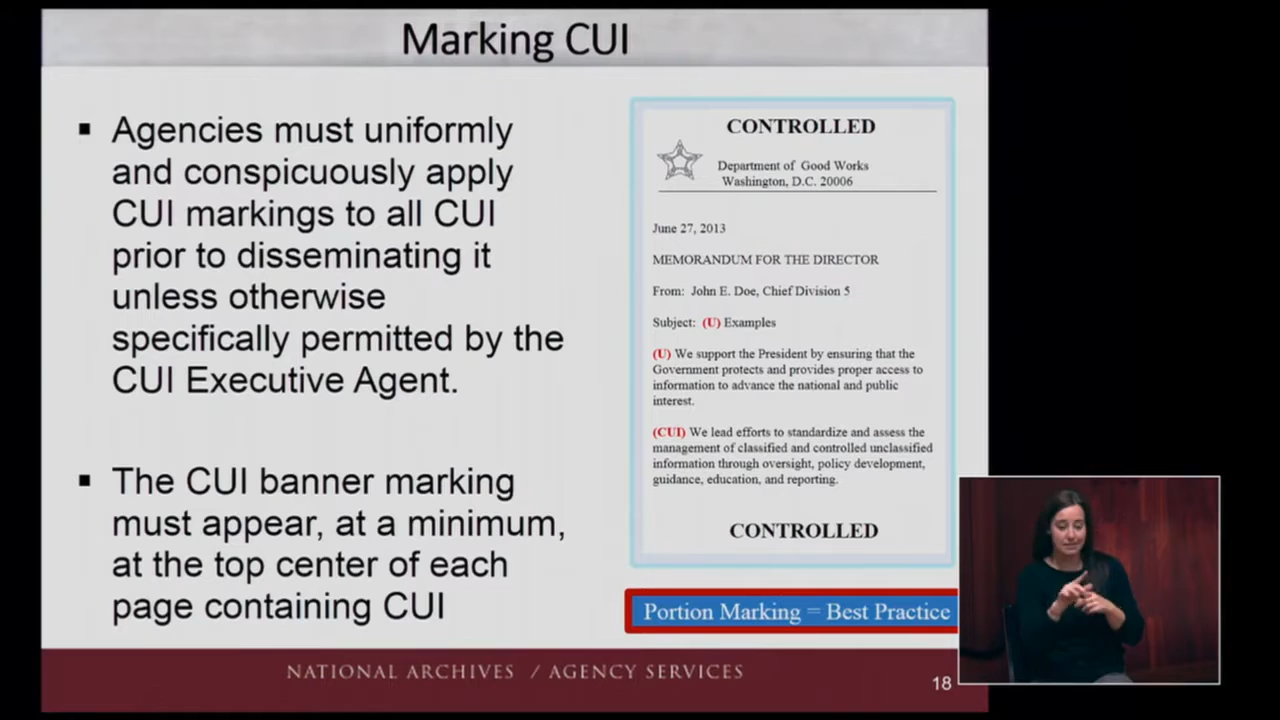 Marking CUI
▪ Agencies must uniformly
and conspicuously apply
CUI markings to all CUI
prior to disseminating it
unless otherwise
specifically permitted by the
CUI Executive Agent.
▪ The CUI banner marking
must appear, at a minimum,
at the top center of each
page containing CUI
CONTROLLED
Department of Good Works
Washington, D.C. 20006
June 27, 2013
MEMORANDUM FOR THE DIRECTOR
From: John E. Doe, Chief Division 5
Subject: (U) Examples
(U) We support the President by ensuring that the
Government protects and provides proper access to
information to advance the national and public
interest.
(CUI) We lead efforts to standardize and assess the
management of classified and controlled unclassified
information through oversight, policy development,
guidance, education, and reporting.
CONTROLLED
Portion Marking = Best Practice
NATIONAL ARCHIVES / AGENCY SERVICES
18